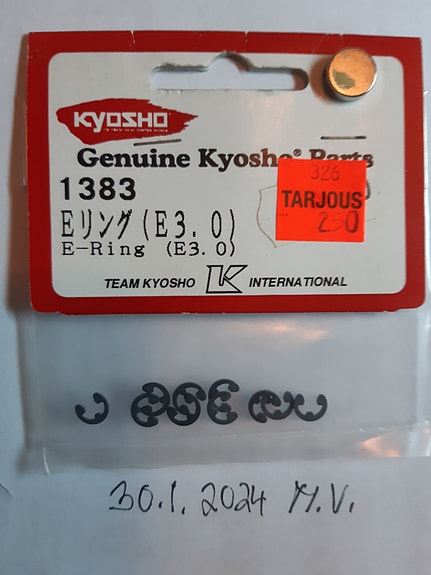 KYOSHO
Genuine Kyosho® Parts
1383
Eリング(E3.0)
E-Ring (E3.0)
326
TARJOUS
250
TEAM KYOSHO K INTERNATIONAL
30.1.2024 M.V.